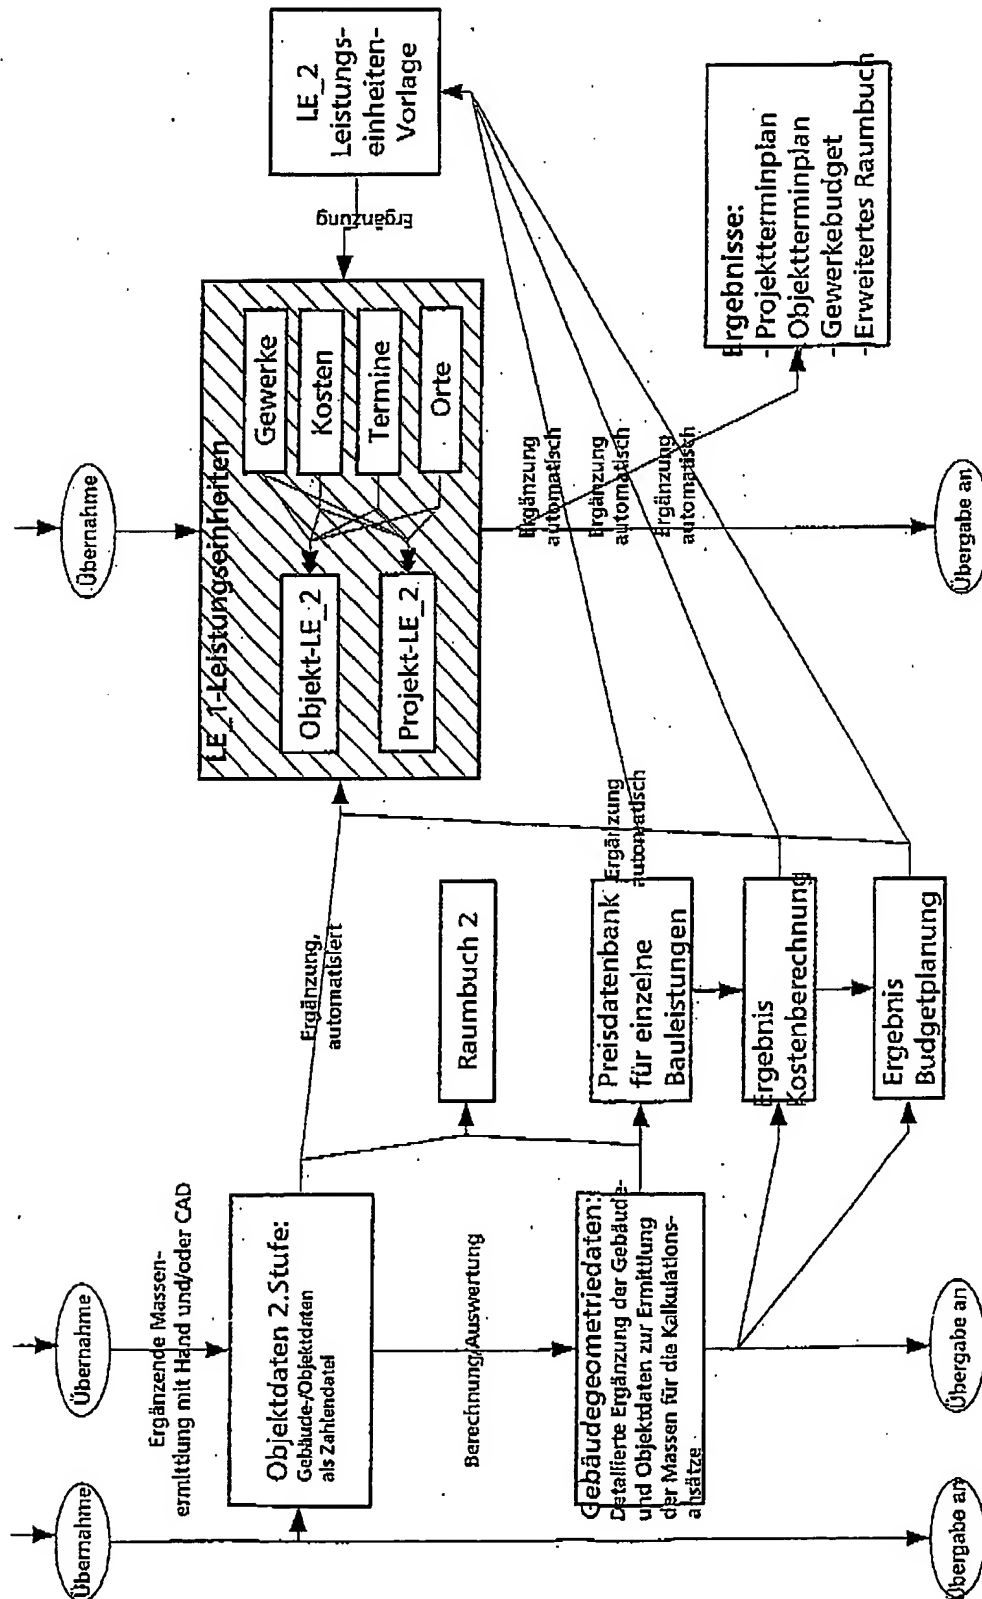 Übernahme
Übernahme
Übernahme
Ergänzende Massen-
ermittlung mit Hand und/oder CAD
Objektdaten 2.Stufe:
Gebäude-/Objektdaten
als Zahlendatei
Berechnung/Auswertung
Gebäudegeometriedaten:
Detallierte Ergänzung der Gebäude-
und Objektdaten zur Ermittlung
der Massen für die Kalkulations-
ansätze
Übergabe an
Übergabe an
Übergabe an
Ergänzung,
automatisiert
Raumbuch 2
Preisdatenbank
für einzelne
Bauleistungen
Ergebnis
Kostenberechnung
Ergebnis
Budgetplanung
Ergänzung
automatisch
LE_1-Leistungseinheiten
Objekt-LE_2
Projekt-LE_2
Gewerke
Kosten
Termine
Orte
Ergänzung
automatisch
Ergänzung
automatisch
Ergänzung
automatisch
Ergänzung
LE_2
Leistungs-
einheiten-
Vorlage
Ergebnisse:
-Projektterminplan
-Objektterminplan
-Gewerkebudget
-Erweitertes Raumbuch